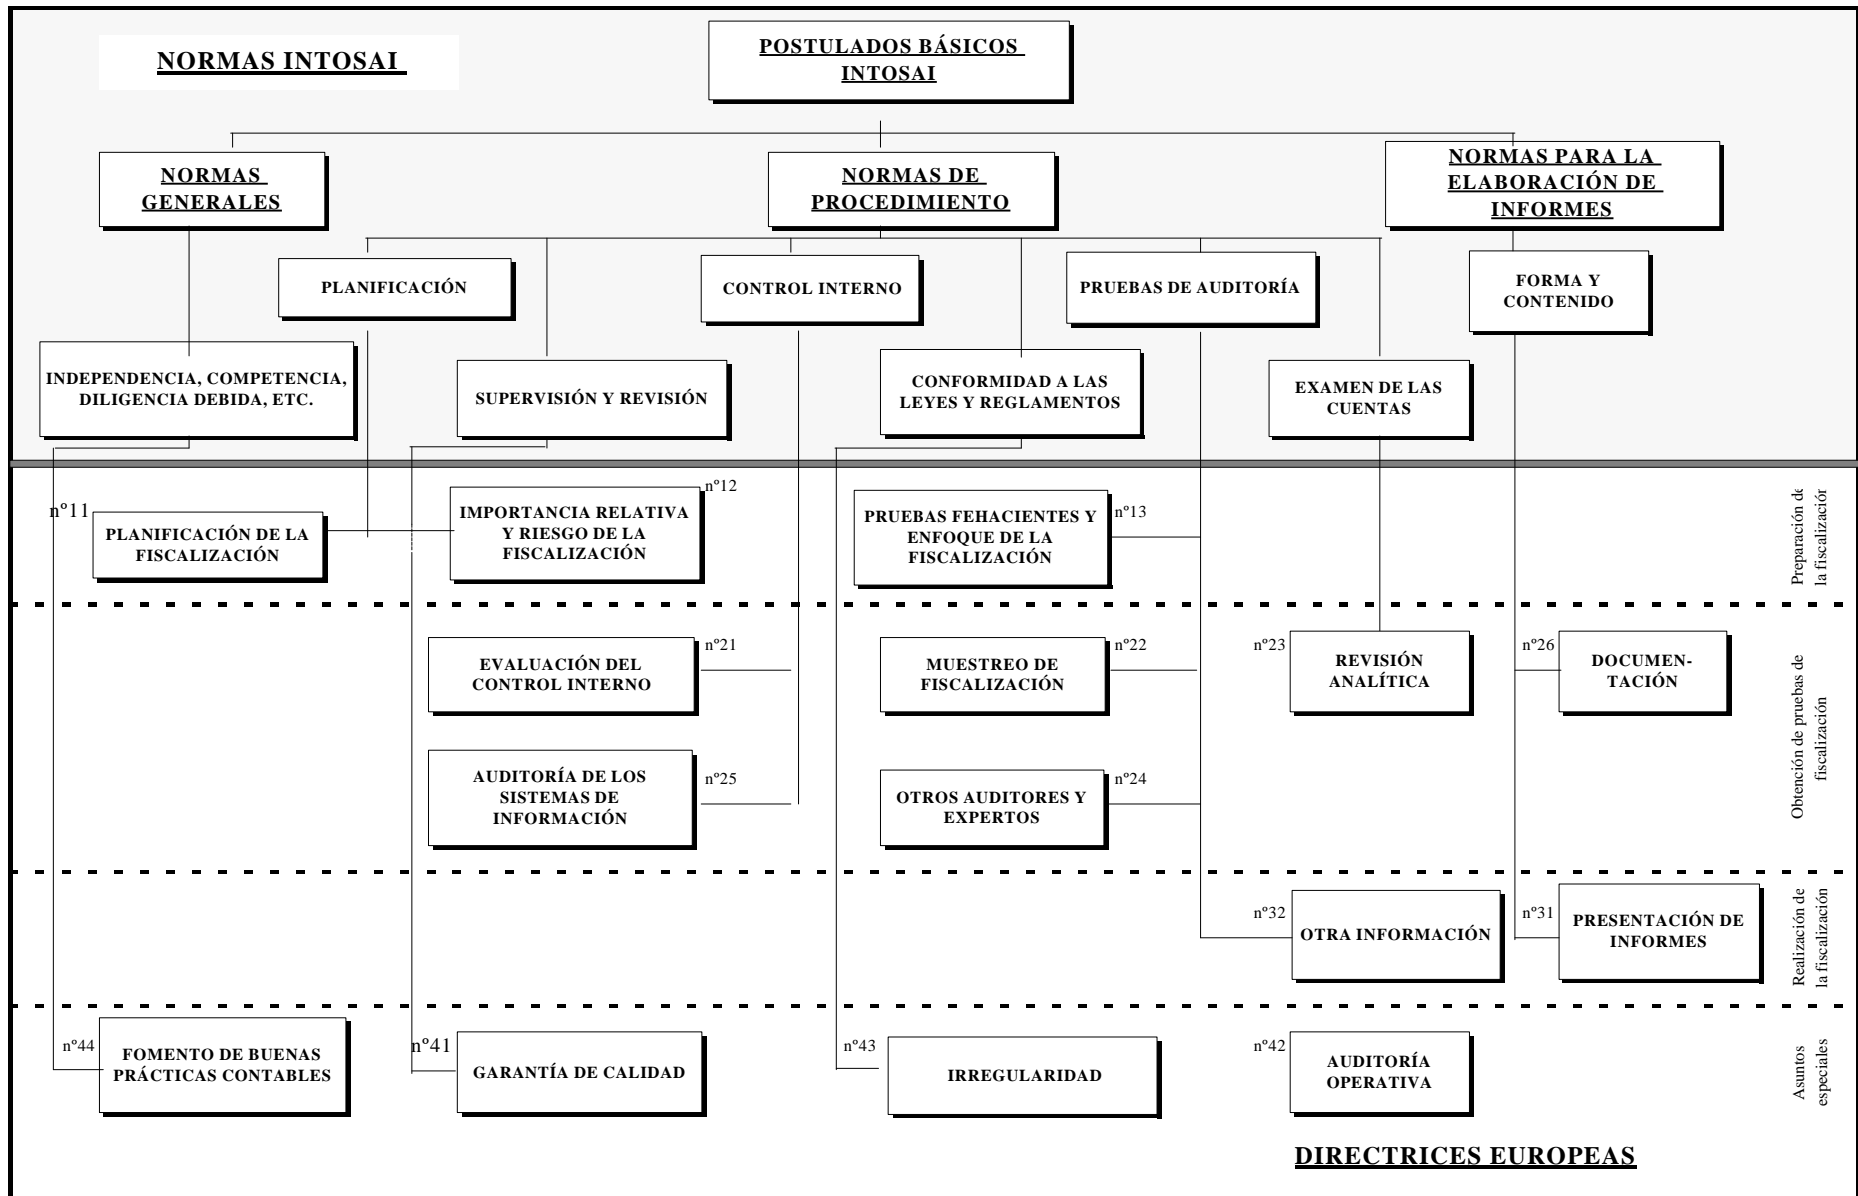 NORMAS INTOSAI
POSTULADOS BÁSICOS
INTOSAI
NORMAS
GENERALES
NORMAS DE
PROCEDIMIENTO
NORMAS PARA LA
ELABORACIÓN DE
INFORMES
PLANIFICACIÓN
CONTROL INTERNO
PRUEBAS DE AUDITORÍA
FORMA Y
CONTENIDO
INDEPENDENCIA, COMPETENCIA,
DILIGENCIA DEBIDA, ETC.
SUPERVISIÓN Y REVISIÓN
CONFORMIDAD A LAS
LEYES Y REGLAMENTOS
EXAMEN DE LAS
CUENTAS
nº11
PLANIFICACIÓN DE LA
FISCALIZACIÓN
nº12
IMPORTANCIA RELATIVA
Y RIESGO DE LA
FISCALIZACIÓN
nº13
PRUEBAS FEHACIENTES Y
ENFOQUE DE LA
FISCALIZACIÓN
Preparación de
la fiscalización
nº21
EVALUACIÓN DEL
CONTROL INTERNO
nº22
MUESTREO DE
FISCALIZACIÓN
nº23
REVISIÓN
ANALÍTICA
nº26
DOCUMEN-
TACIÓN
nº25
AUDITORÍA DE LOS
SISTEMAS DE
INFORMACIÓN
nº24
OTROS AUDITORES Y
EXPERTOS
Obtención de pruebas de
fiscalización
nº32
OTRA INFORMACIÓN
nº31
PRESENTACIÓN DE
INFORMES
Realización de
la fiscalización
nº44
FOMENTO DE BUENAS
PRÁCTICAS CONTABLES
nº41
GARANTÍA DE CALIDAD
nº43
IRREGULARIDAD
nº42
AUDITORÍA
OPERATIVA
Asuntos
especiales
DIRECTRICES EUROPEAS